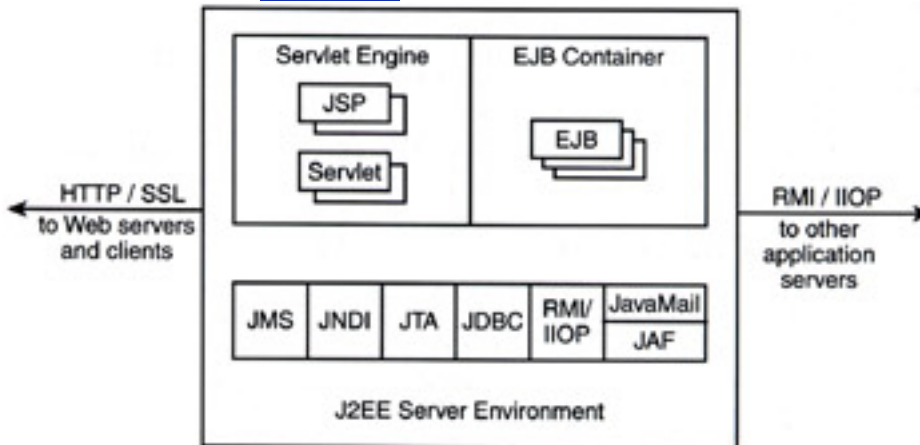 Servlet Engine
EJB Container
JSP
Servlet
EJB
HTTP / SSL
to Web servers
and clients
RMI / IIOP
to other
application
servers
JMS
JNDI
JTA
JDBC
RMI/
IIOP
JavaMail
JAF
J2EE Server Environment